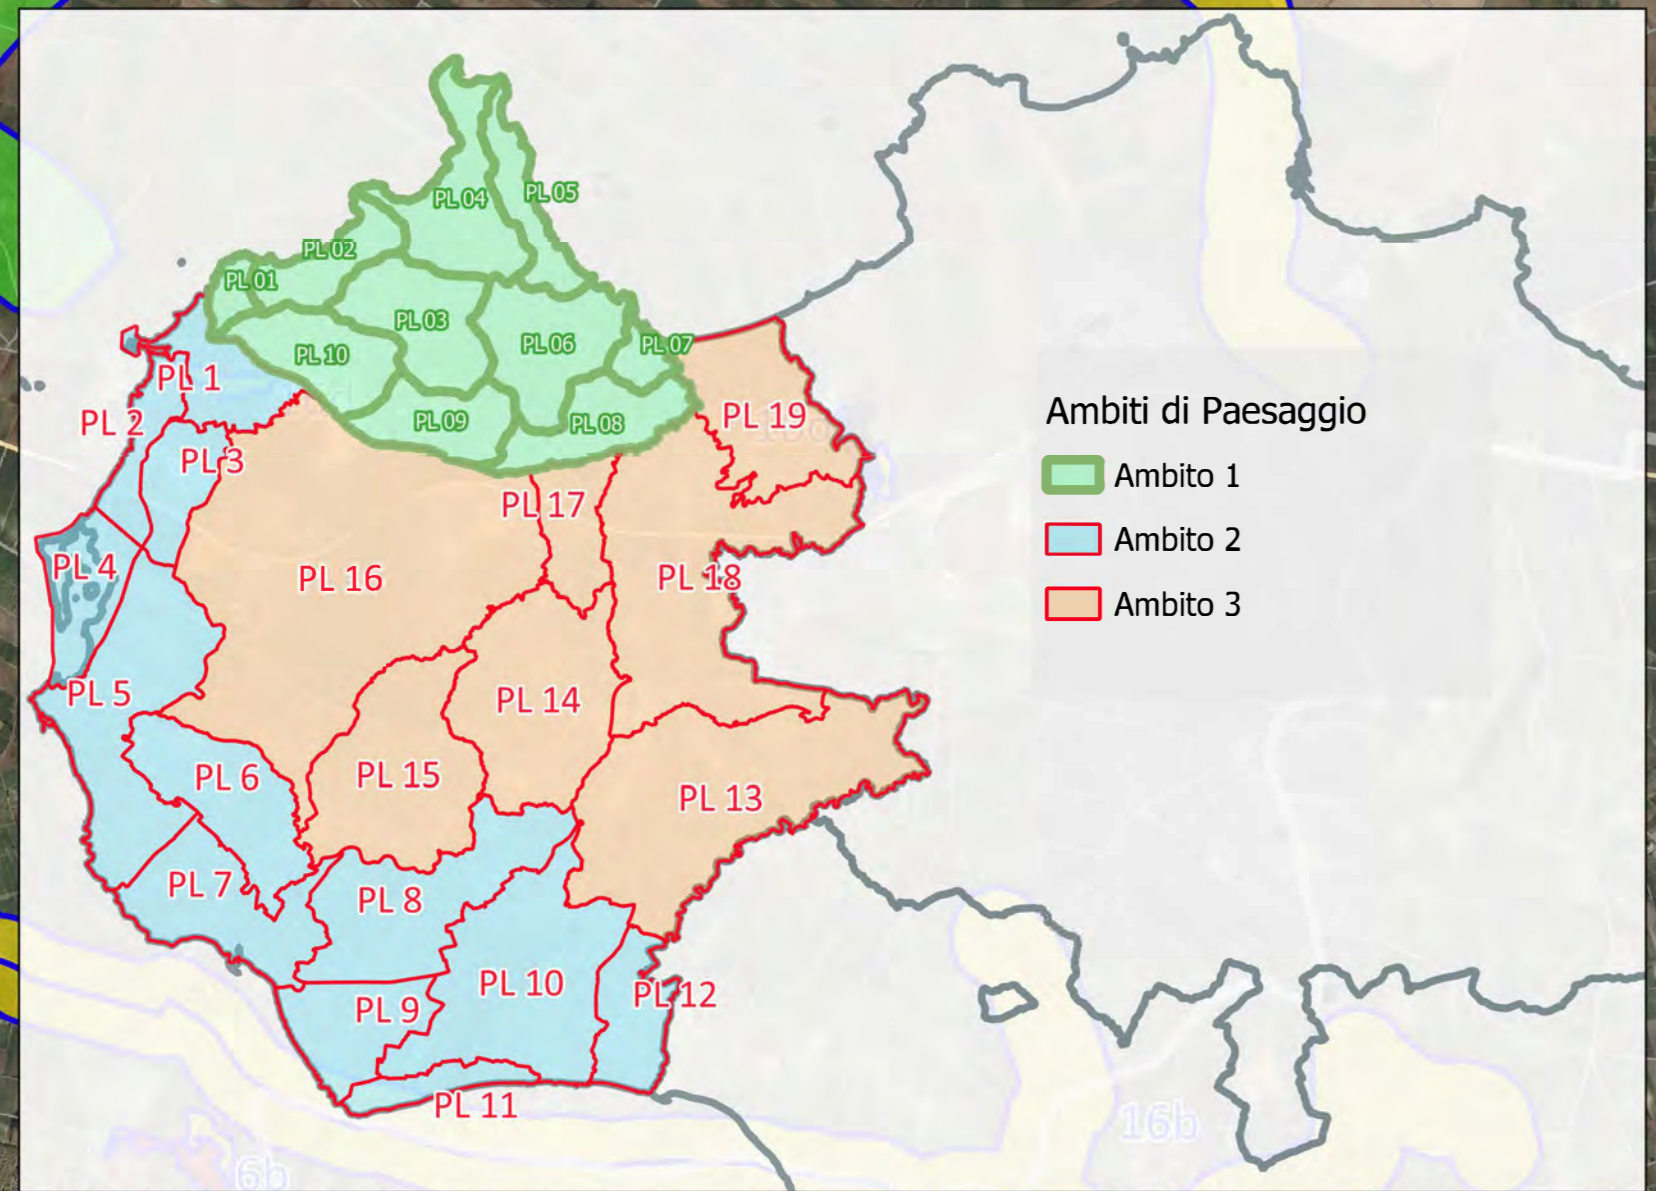 PL 04
PL 05
PL 02
PL 01
PL 03
PL 06
PL 07
PL 10
PL 09
PL 08
PL 1
PL 2
PL 3
PL 19
PL 17
PL 4
PL 16
PL 18
PL 5
PL 14
PL 6
PL 15
PL 13
PL 7
PL 8
PL 10
PL 12
PL 9
PL 11
Ambiti di Paesaggio
Ambito 1
Ambito 2
Ambito 3
16b
6b